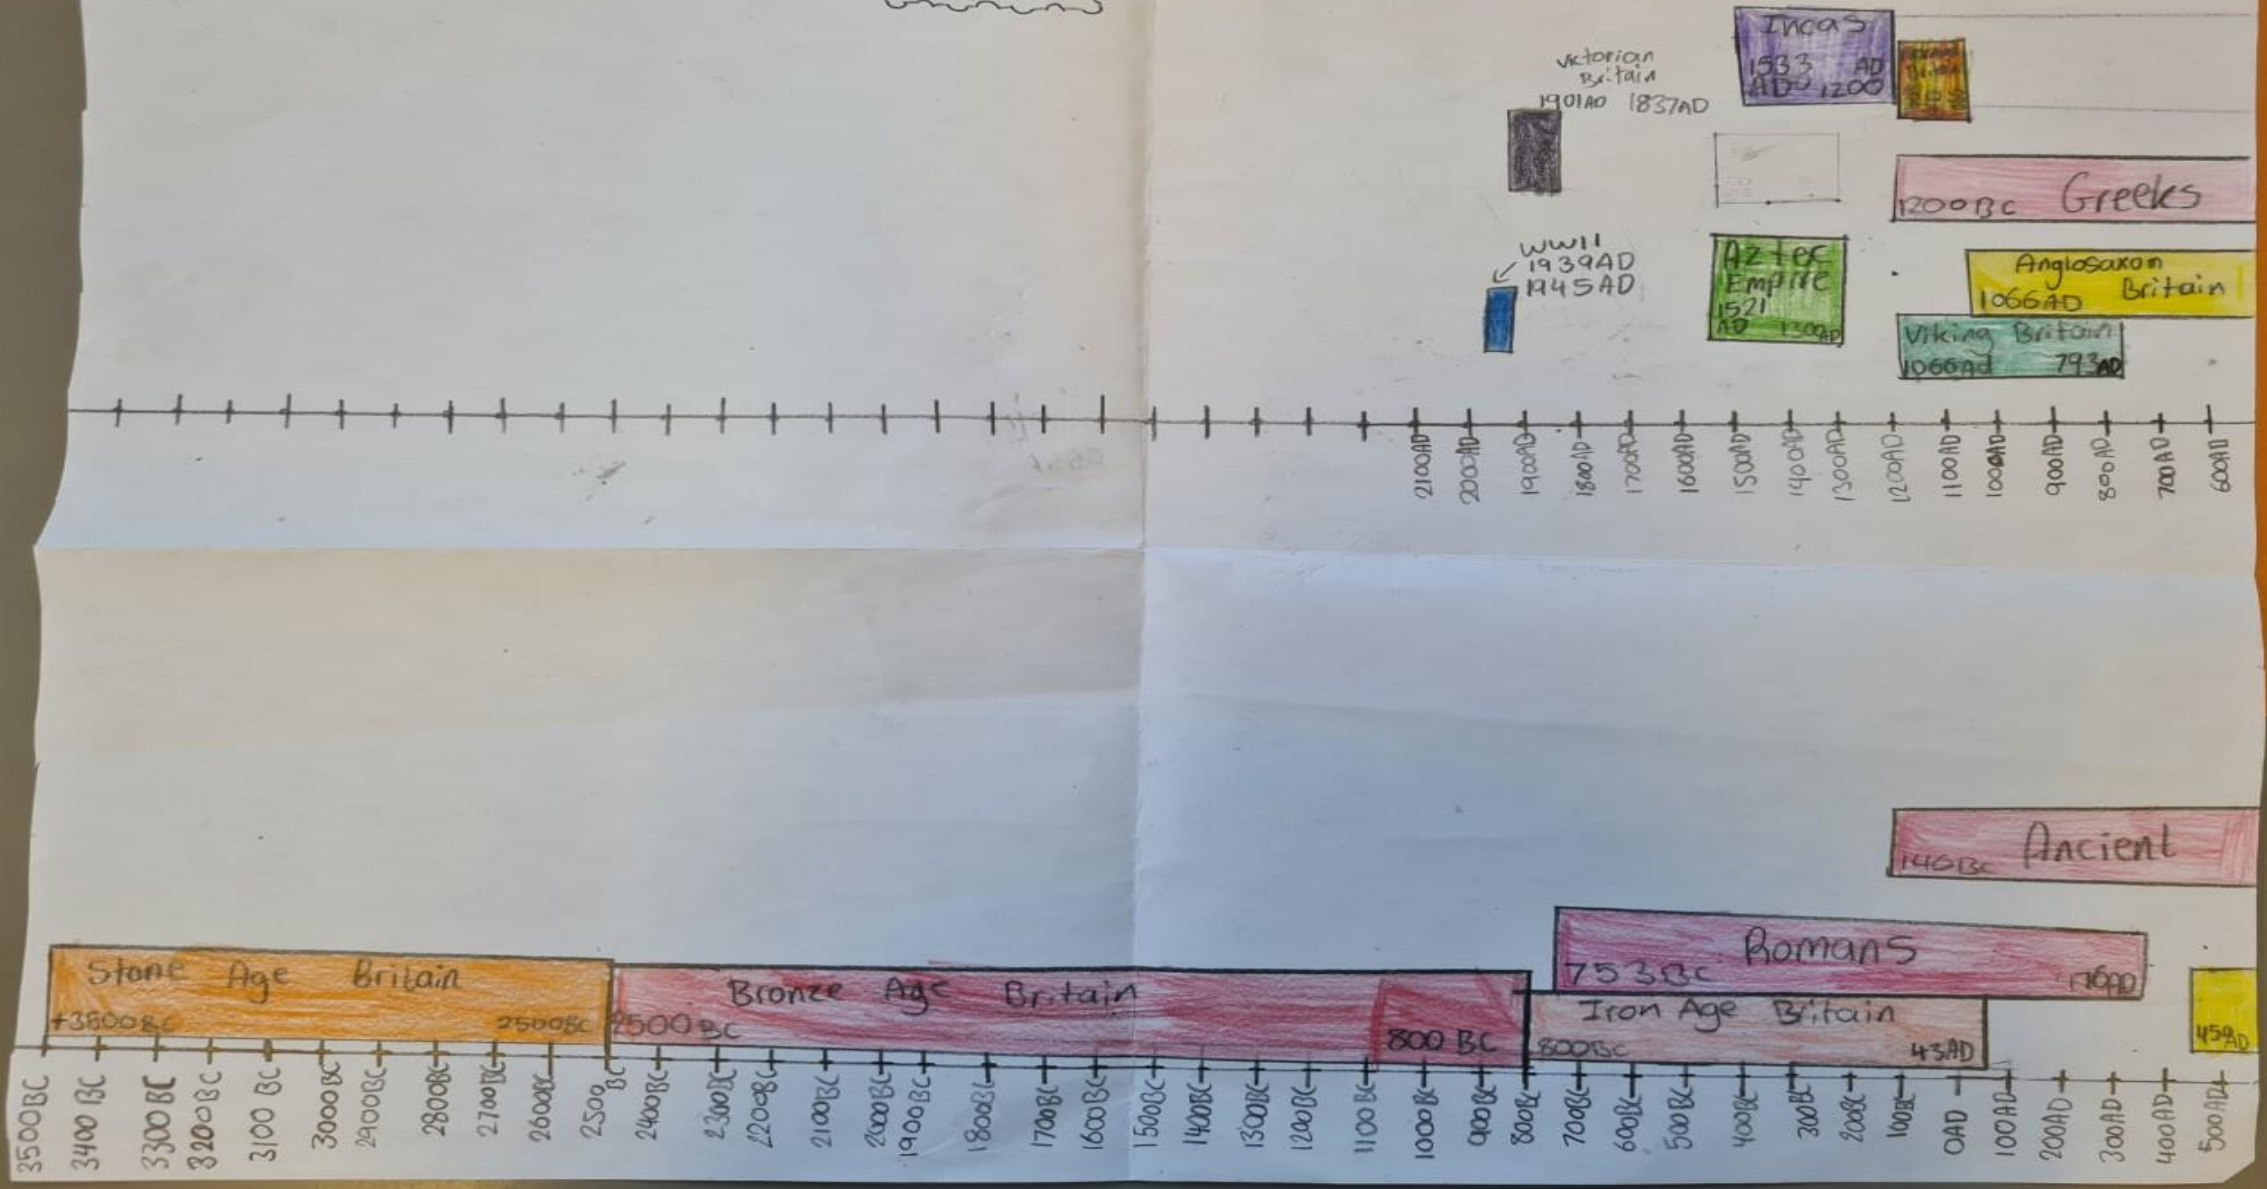 Incas
1533 AD
AD 1200
Victorian
Britain
1901AD 1837AD
Greeks
1200BC
WWII
1939AD
1945AD
Aztec
Empire
1521
AD 1300AD
Anglosaxon
Britain
1066AD
Viking Britain
1066Ad 793AD
2100AD 2000AD 1900AD 1800AD 1700AD 1600AD 1500AD 1400AD 1300AD 1200AD 1100AD 1000AD 900AD 800AD 700AD 600AD
Ancient
146BC
Romans
753BC
Stone Age Britain
2500BC
Bronze Age Britain
2500BC 800 BC
Iron Age Britain
800BC 43AD
3500BC 3400 BC 3300 BC 3200BC 3100 BC 3000BC 2900BC 2800BC 2700BC 2600BC 2500 BC 2400BC 2300BC 2200BC 2100BC 2000BC 1900BC 1800BC 1700BC 1600BC 1500BC 1400BC 1300BC 1200BC 1100BC 1000BC 900BC 800BC 700BC 600BC 500BC 400BC 300BC 200BC 100BC 0AD 100AD 200AD 300AD 400AD 500AD